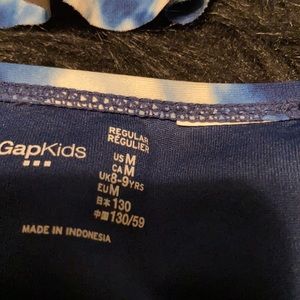 GapKids
REGULAR
RÉGULIER
US M
CA M
UK 8-9YRS
EU M
日本 130
中国 130/59
MADE IN INDONESIA